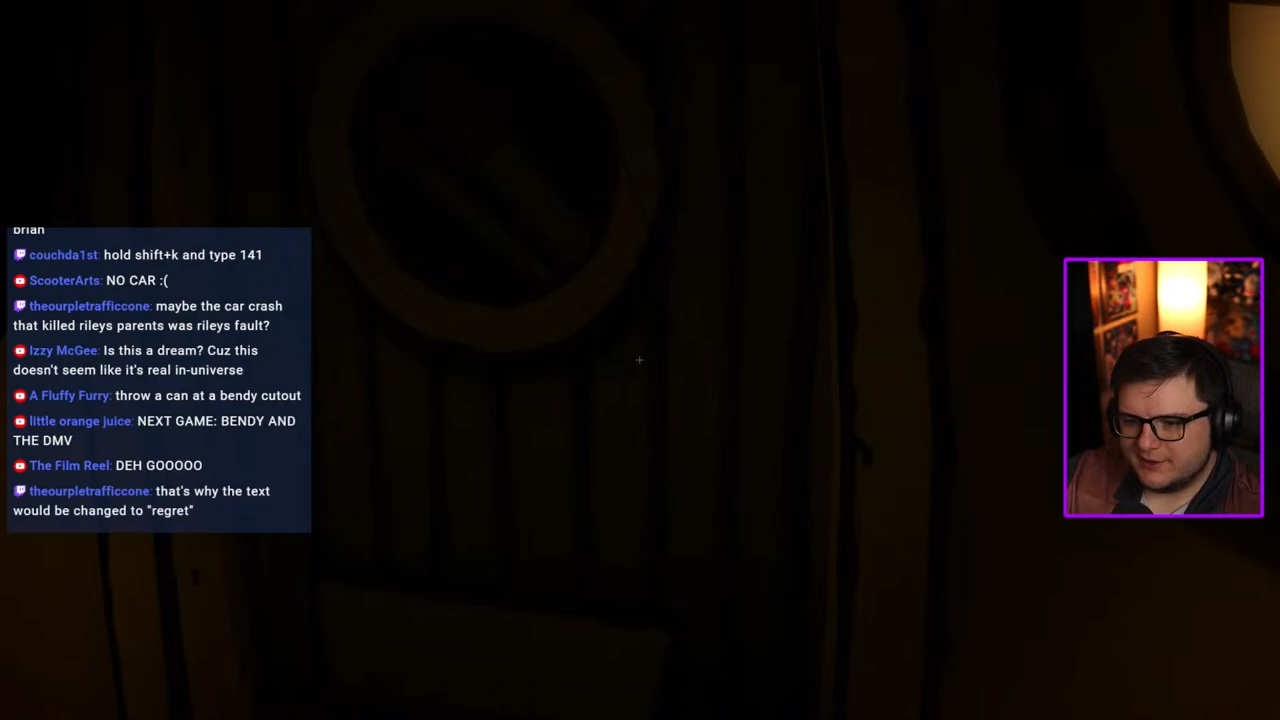 brian
couchda1st: hold shift+k and type 141
ScooterArts: NO CAR :(
theourpletrafficcone: maybe the car crash
that killed rileys parents was rileys fault?
Izzy McGee: Is this a dream? Cuz this
doesn't seem like it's real in-universe
A Fluffy Furry: throw a can at a bendy cutout
little orange juice: NEXT GAME: BENDY AND
THE DMV
The Film Reel: DEH GOOOOO
theourpletrafficcone: that's why the text
would be changed to "regret"